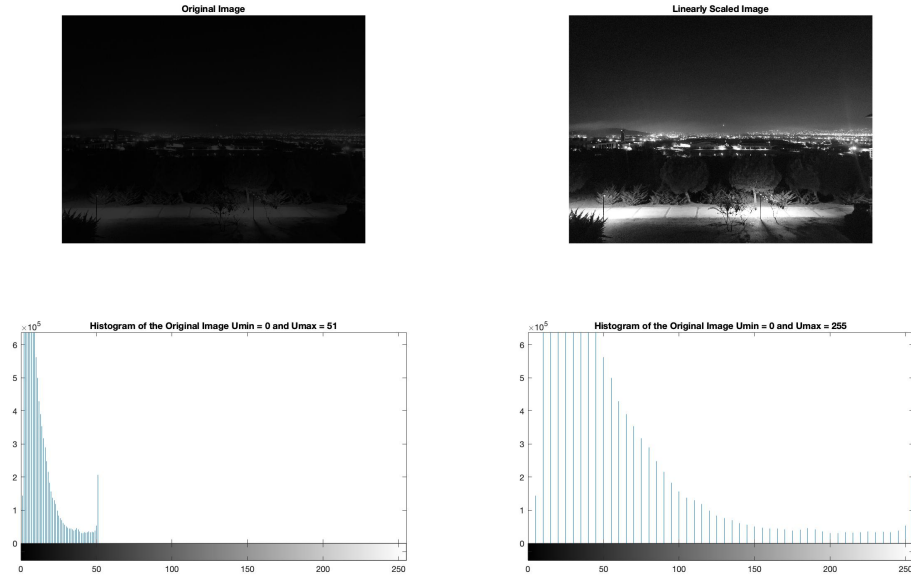 Original Image
Linearly Scaled Image
×10^5
Histogram of the Original Image Umin = 0 and Umax = 51
6
5
4
3
2
1
0
0 50 100 150 200 250
×10^5
Histogram of the Original Image Umin = 0 and Umax = 255
6
5
4
3
2
1
0
0 50 100 150 200 250